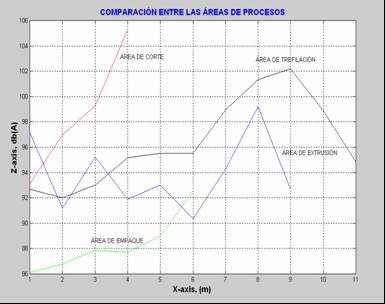 COMPARACIÓN ENTRE LAS ÁREAS DE PROCESOS
106
104
102
100
98
96
94
92
90
88
86
Z-axis, db(A)
ÁREA DE CORTE
ÁREA DE TREFILACIÓN
ÁREA DE EXTRUSIÓN
ÁREA DE EMPAQUE
1 2 3 4 5 6 7 8 9 10 11
X-axis, (m)